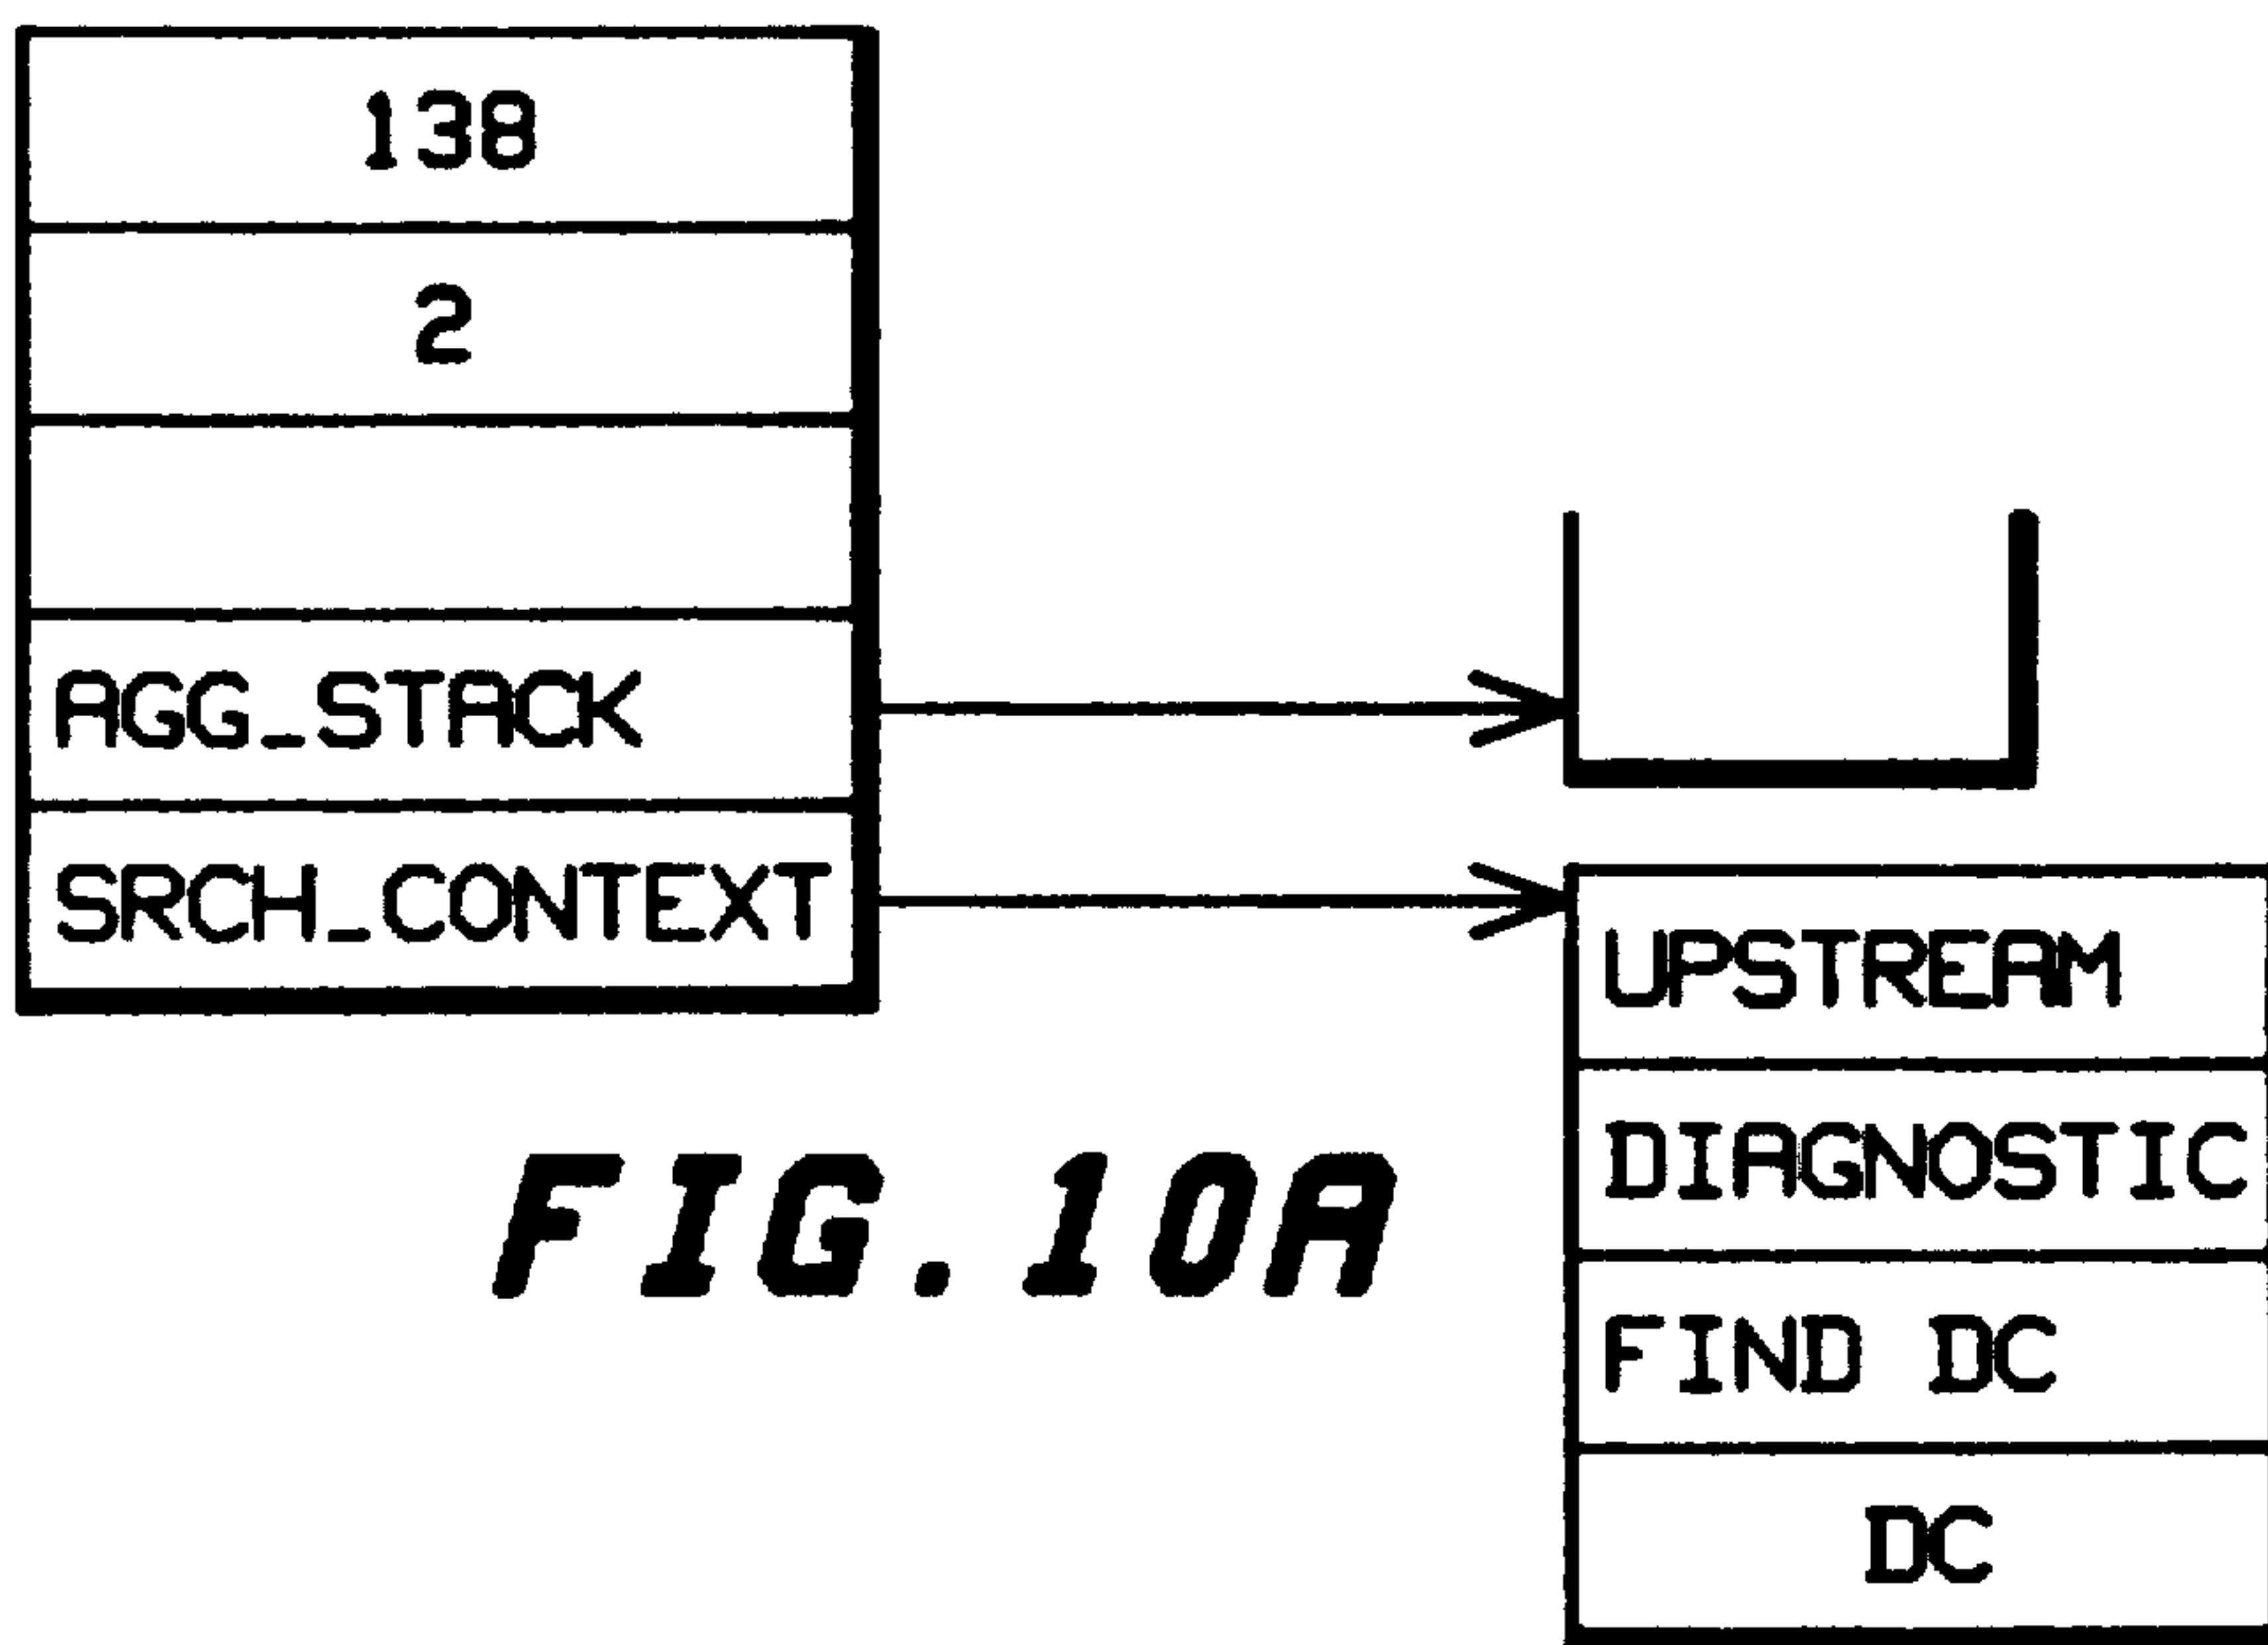 138
2
AGG_STACK
SRCH_CONTEXT
UPSTREAM
DIAGNOSTIC
FIND DC
DC
FIG. 10A